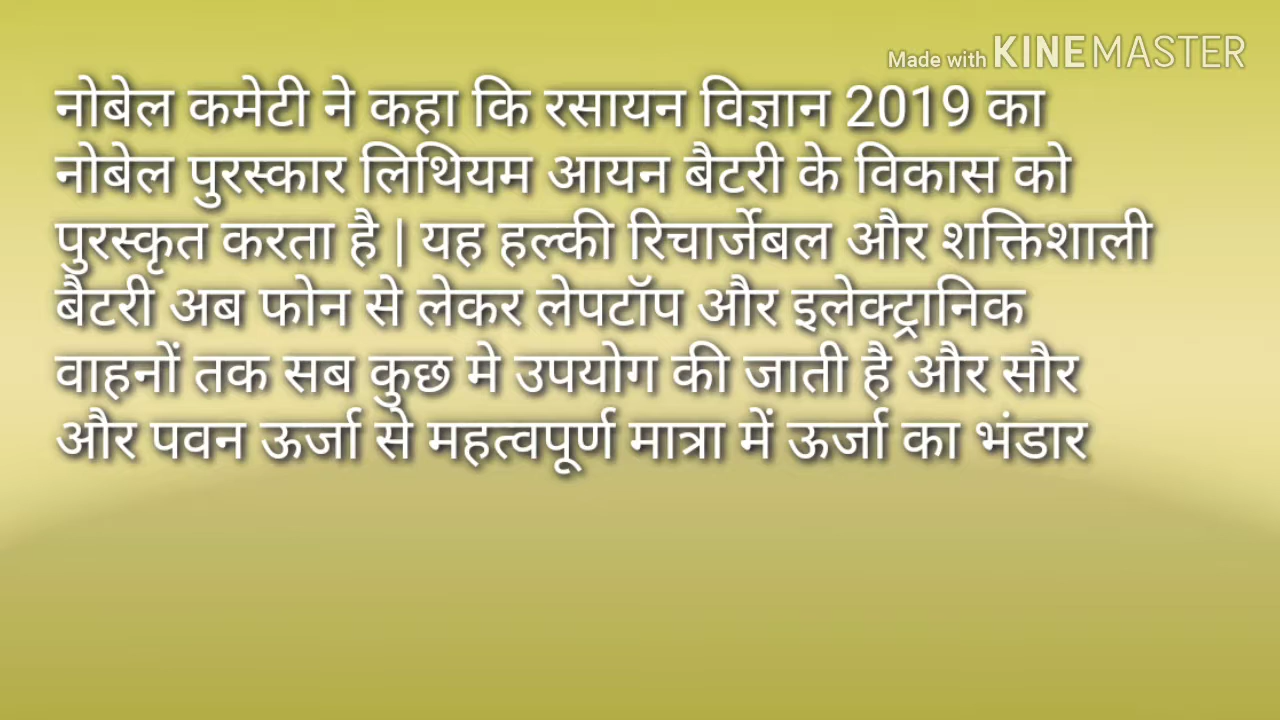 Made with KINEMASTER
नोबेल कमेटी ने कहा कि रसायन विज्ञान 2019 का
नोबेल पुरस्कार लिथियम आयन बैटरी के विकास को
पुरस्कृत करता है | यह हल्की रिचार्जेबल और शक्तिशाली
बैटरी अब फोन से लेकर लेपटॉप और इलेक्ट्रानिक
वाहनों तक सब कुछ मे उपयोग की जाती है और सौर
और पवन ऊर्जा से महत्वपूर्ण मात्रा में ऊर्जा का भंडार